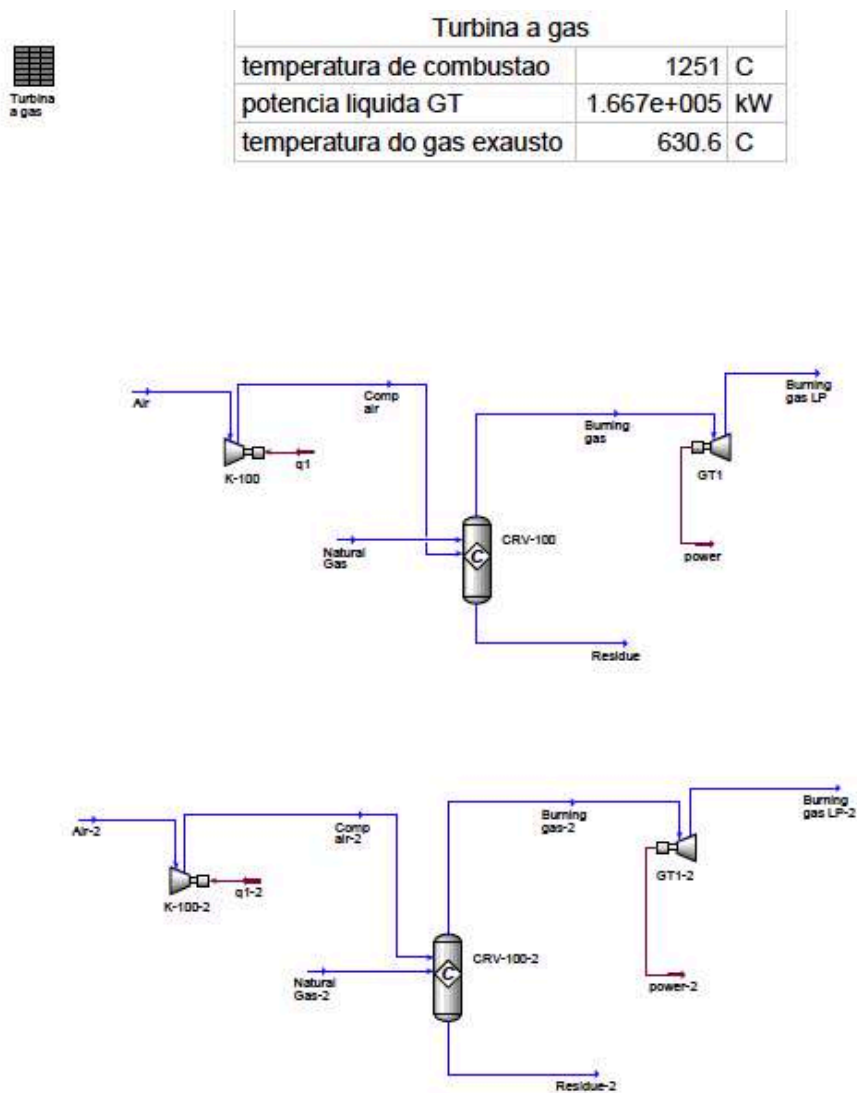 Turbina a gas
temperatura de combustao 1251 C
potencia liquida GT 1.667e+005 kW
temperatura do gas exausto 630.6 C
Turbina
a gas
Air
Comp
air
K-100
q1
Natural
Gas
CRV-100
C
Burning
gas
GT1
Burning
gas LP
power
Residue
Air-2
Comp
air-2
K-100-2
q1-2
Natural
Gas-2
CRV-100-2
C
Burning
gas-2
GT1-2
Burning
gas LP-2
power-2
Residue-2